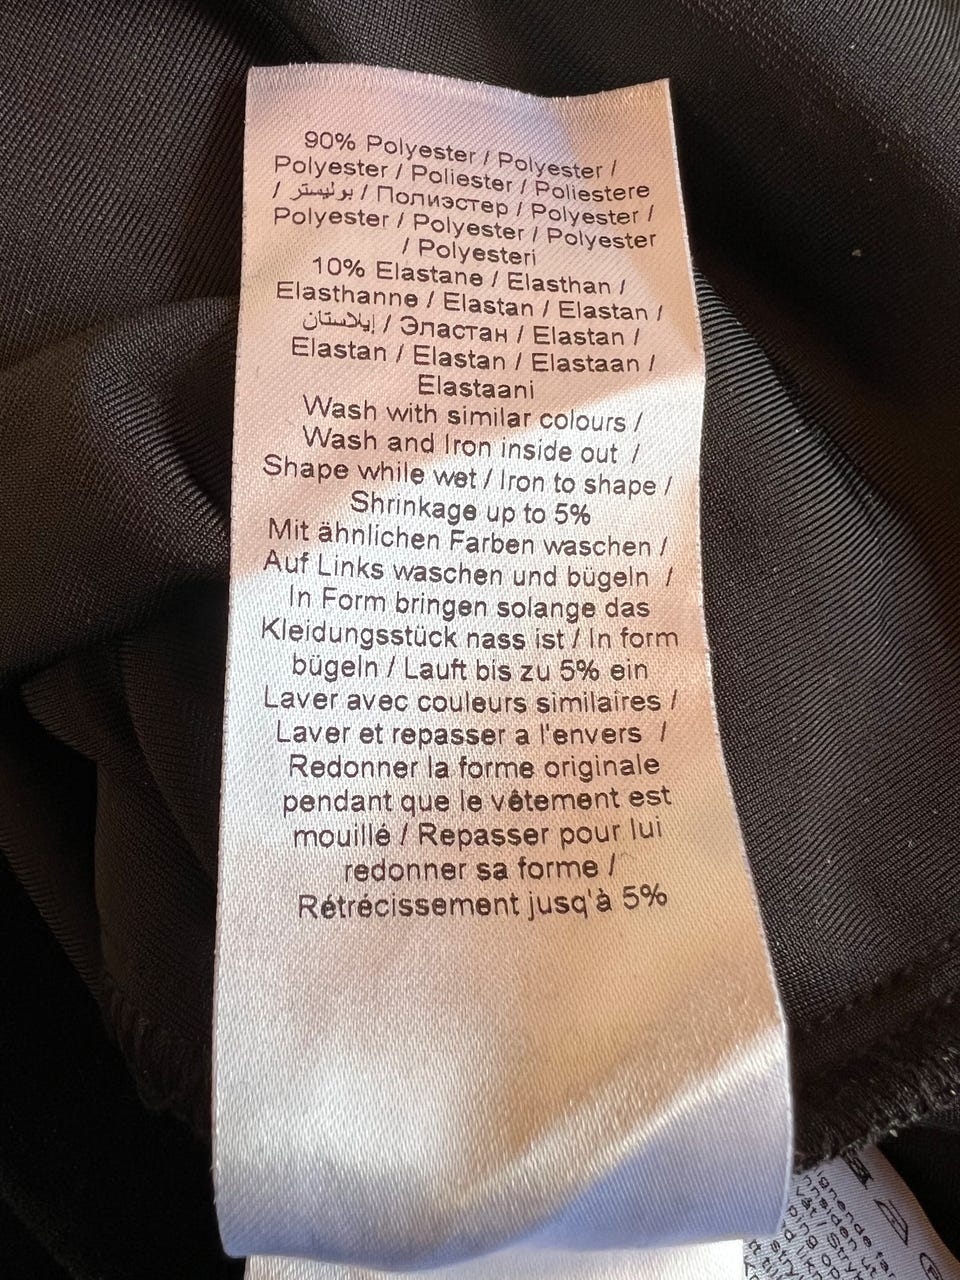 90% Polyester / Polyester /
Polyester / Poliester / Poliestere
/ بوليستر / Полиэстер / Polyester /
Polyester / Polyester / Polyester
/ Polyesteri
10% Elastane / Elasthan /
Elasthanne / Elastan / Elastan /
إيلاستان / Эластан / Elastan /
Elastan / Elastan / Elastaan /
Elastaani
Wash with similar colours /
Wash and Iron inside out /
Shape while wet / Iron to shape /
Shrinkage up to 5%
Mit ähnlichen Farben waschen /
Auf Links waschen und bügeln /
In Form bringen solange das
Kleidungsstück nass ist / In form
bügeln / Lauft bis zu 5% ein
Laver avec couleurs similaires /
Laver et repasser a l'envers /
Redonner la forme originale
pendant que le vêtement est
mouillé / Repasser pour lui
redonner sa forme /
Rétrécissement jusq'à 5%